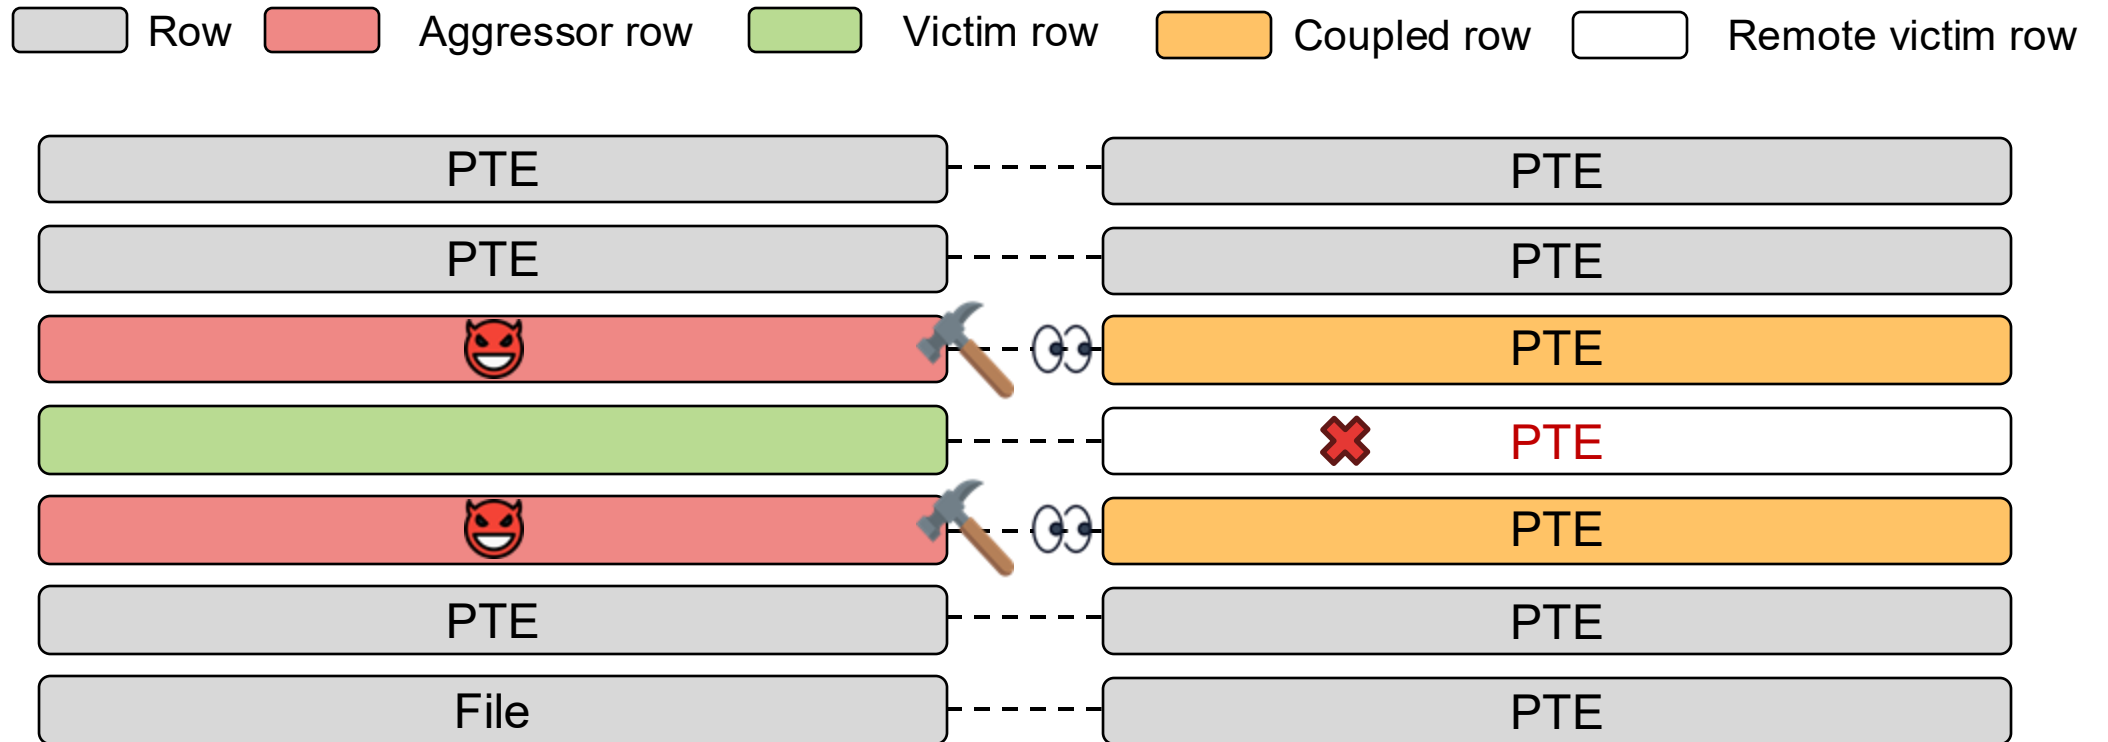 Row Aggressor row Victim row Coupled row Remote victim row
PTE PTE
PTE PTE
PTE
PTE
PTE
PTE PTE
File PTE